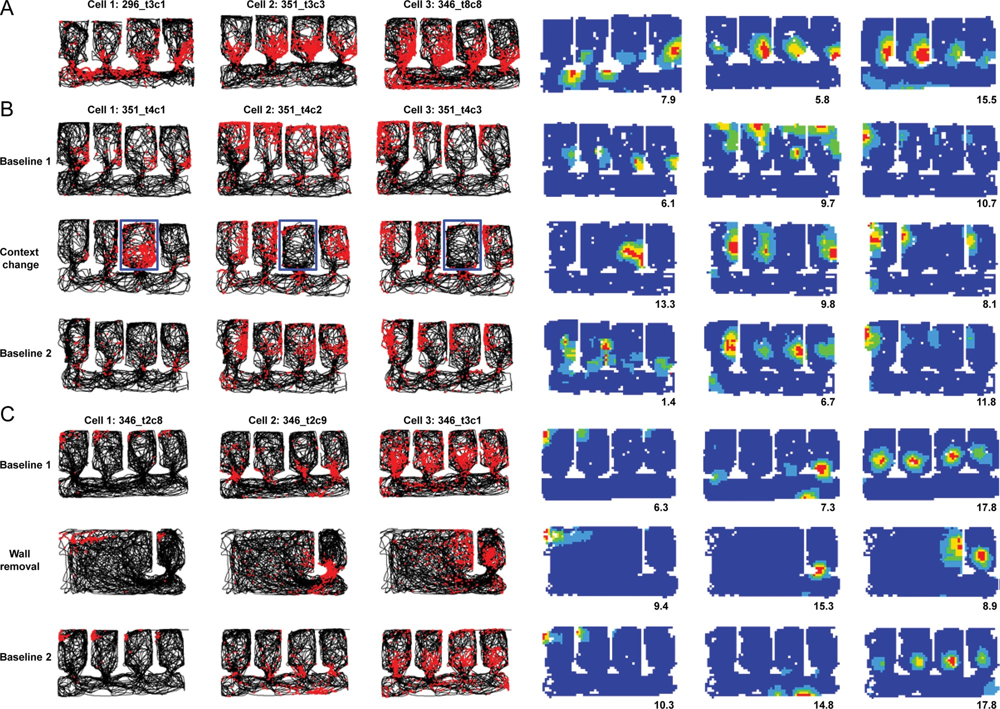 A
Cell 1: 296_t3c1
Cell 2: 351_t3c3
Cell 3: 346_t8c8
7.9
5.8
15.5
B
Cell 1: 351_t4c1
Cell 2: 351_t4c2
Cell 3: 351_t4c3
Baseline 1
6.1
9.7
10.7
Context
change
13.3
9.8
8.1
Baseline 2
1.4
6.7
11.8
C
Cell 1: 346_t2c8
Cell 2: 346_t2c9
Cell 3: 346_t3c1
Baseline 1
6.3
7.3
17.8
Wall
removal
9.4
15.3
8.9
Baseline 2
10.3
14.8
17.8